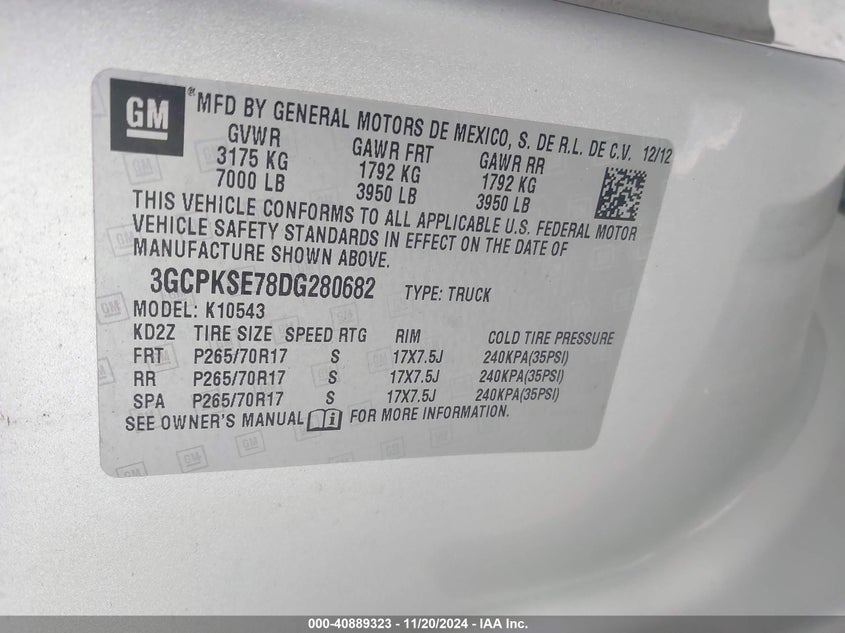 GM ® MFD BY GENERAL MOTORS DE MEXICO, S. DE R.L. DE C.V. 12/12
GVWR GAWR FRT GAWR RR
3175 KG 1792 KG 1792 KG
7000 LB 3950 LB 3950 LB
THIS VEHICLE CONFORMS TO ALL APPLICABLE U.S. FEDERAL MOTOR
VEHICLE SAFETY STANDARDS IN EFFECT ON THE DATE OF
MANUFACTURE SHOWN ABOVE.
3GCPKSE78DG280682 TYPE: TRUCK
MODEL: K10543
KD2Z TIRE SIZE SPEED RTG RIM COLD TIRE PRESSURE
FRT P265/70R17 S 17X7.5J 240KPA(35PSI)
RR P265/70R17 S 17X7.5J 240KPA(35PSI)
SPA P265/70R17 S 17X7.5J 240KPA(35PSI)
SEE OWNER'S MANUAL i FOR MORE INFORMATION.
000-40889323 - 11/20/2024 - IAA Inc.